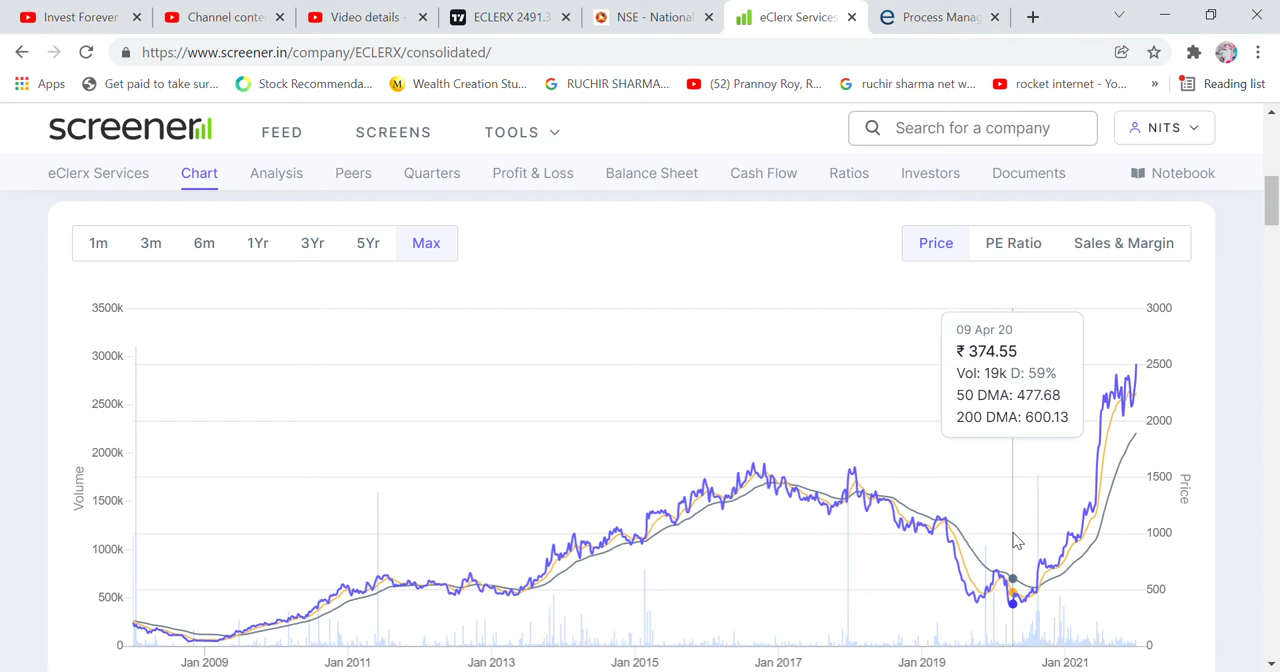 Invest Forever
Channel conte
Video details -
ECLERX 2491.3
NSE - National
eClerx Services
Process Manag
https://www.screener.in/company/ECLERX/consolidated/
Apps
Get paid to take sur...
Stock Recommenda...
M Wealth Creation Stu...
RUCHIR SHARMA...
(52) Prannoy Roy, R...
ruchir sharma net w...
rocket internet - Yo...
»
Reading list
screener
FEED
SCREENS
TOOLS
Search for a company
NITS
eClerx Services
Chart
Analysis
Peers
Quarters
Profit & Loss
Balance Sheet
Cash Flow
Ratios
Investors
Documents
Notebook
1m
3m
6m
1Yr
3Yr
5Yr
Max
Price
PE Ratio
Sales & Margin
3500k
3000k
2500k
2000k
1500k
1000k
500k
0
Volume
09 Apr 20
₹ 374.55
Vol: 19k D: 59%
50 DMA: 477.68
200 DMA: 600.13
3000
2500
2000
1500
1000
500
0
Price
Jan 2009
Jan 2011
Jan 2013
Jan 2015
Jan 2017
Jan 2019
Jan 2021